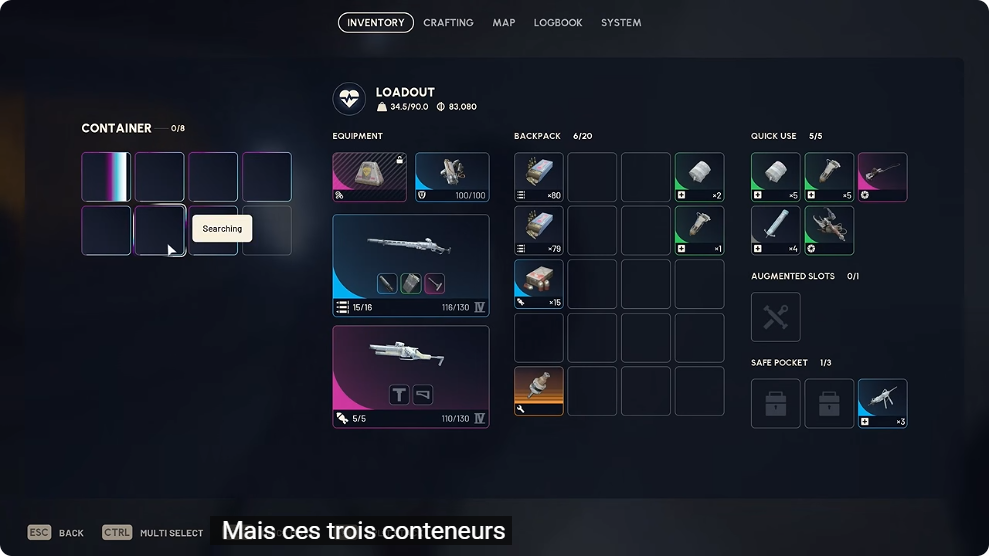 INVENTORY CRAFTING MAP LOGBOOK SYSTEM
LOADOUT
34.5/90.0 83,080
CONTAINER 0/8
EQUIPMENT
100/100
15/16 116/130 IV
5/5 110/130 IV
BACKPACK 6/20
×80 ×2
×79 ×1
×15
QUICK USE 5/5
×5 ×5
×4
AUGMENTED SLOTS 0/1
SAFE POCKET 1/3
×3
Searching
ESC BACK CTRL MULTI SELECT
Mais ces trois conteneurs